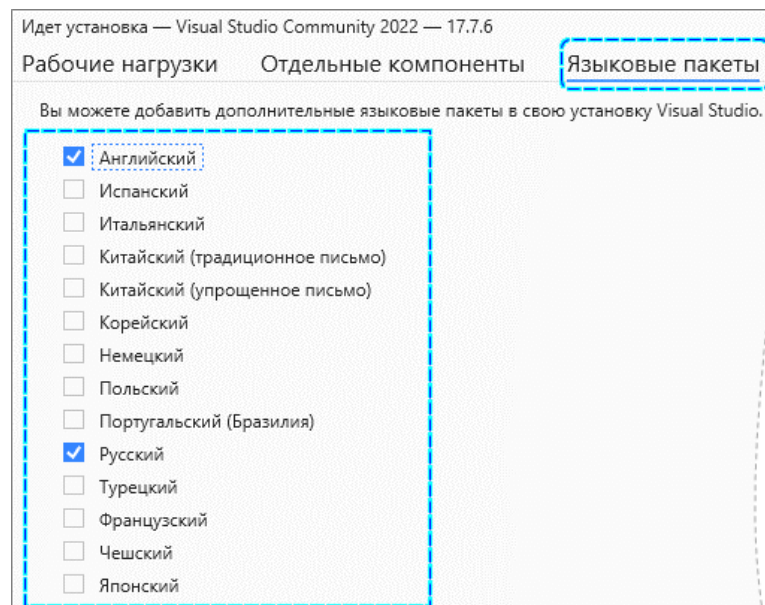 Идет установка — Visual Studio Community 2022 — 17.7.6
Рабочие нагрузки Отдельные компоненты Языковые пакеты
Вы можете добавить дополнительные языковые пакеты в свою установку Visual Studio.
Английский
Испанский
Итальянский
Китайский (традиционное письмо)
Китайский (упрощенное письмо)
Корейский
Немецкий
Польский
Португальский (Бразилия)
Русский
Турецкий
Французский
Чешский
Японский